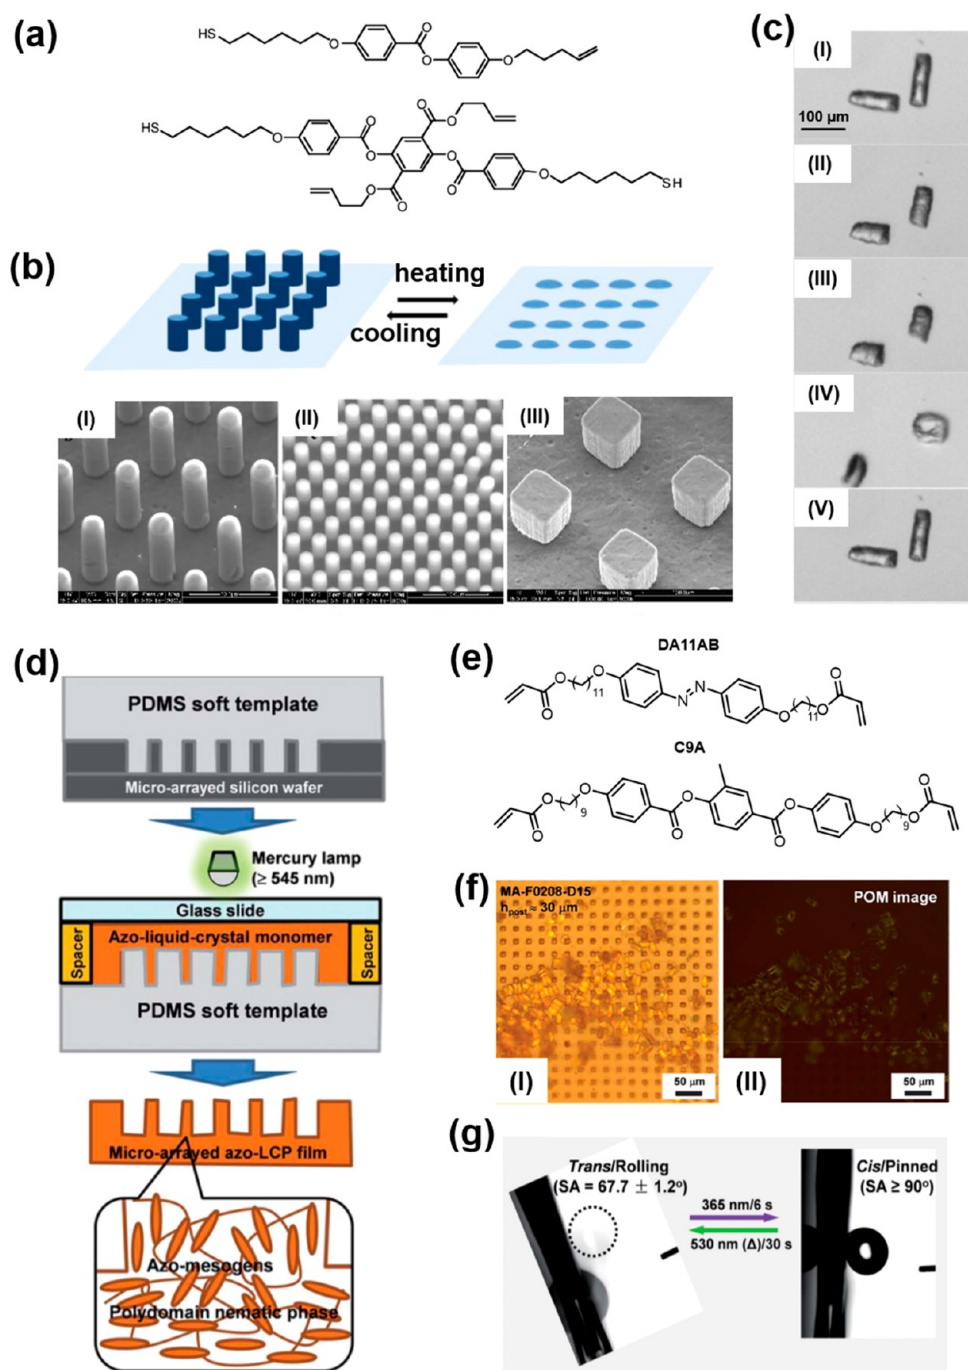 (a)
HS
O
O
O
O
HS
O
O
O
O
O
O
O
O
O
O
SH
(b)
heating
cooling
(I)
(II)
(III)
(c)
(I)
100 µm
(II)
(III)
(IV)
(V)
(d)
PDMS soft template
Micro-arrayed silicon wafer
Mercury lamp
(≥ 545 nm)
Glass slide
Spacer
Azo-liquid-crystal monomer
Spacer
PDMS soft template
Micro-arrayed azo-LCP film
Azo-mesogens
Polydomain nematic phase
(e)
DA11AB
O
O
11
O
N
N
O
11
O
O
C9A
O
O
9
O
O
O
O
O
O
9
O
O
(f)
MA-F0208-D15
hpost ≈ 30 µm
(I)
50 µm
POM image
(II)
50 µm
(g)
Trans/Rolling
(SA = 67.7 ± 1.2º)
365 nm/6 s
530 nm (Δ)/30 s
Cis/Pinned
(SA ≥ 90º)